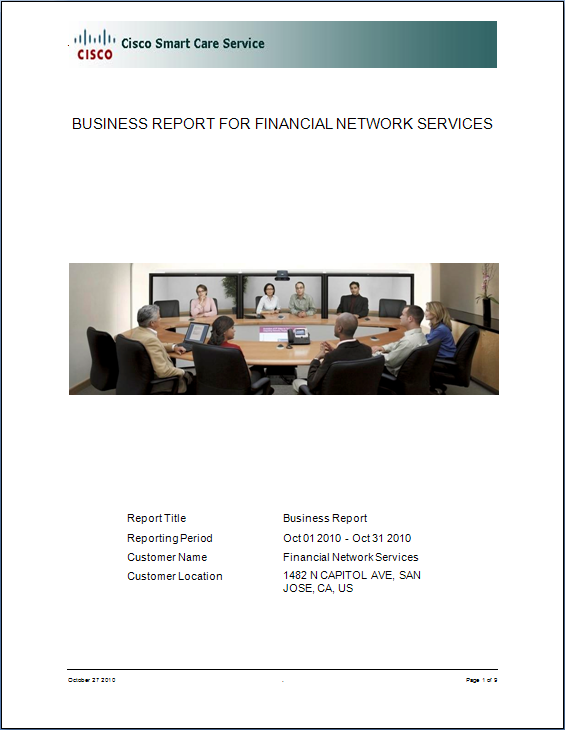 CISCO
Cisco Smart Care Service
BUSINESS REPORT FOR FINANCIAL NETWORK SERVICES
Report Title Business Report
Reporting Period Oct 01 2010 - Oct 31 2010
Customer Name Financial Network Services
Customer Location 1482 N CAPITOL AVE, SAN
JOSE, CA, US
October 27 2010 Page 1 of 9